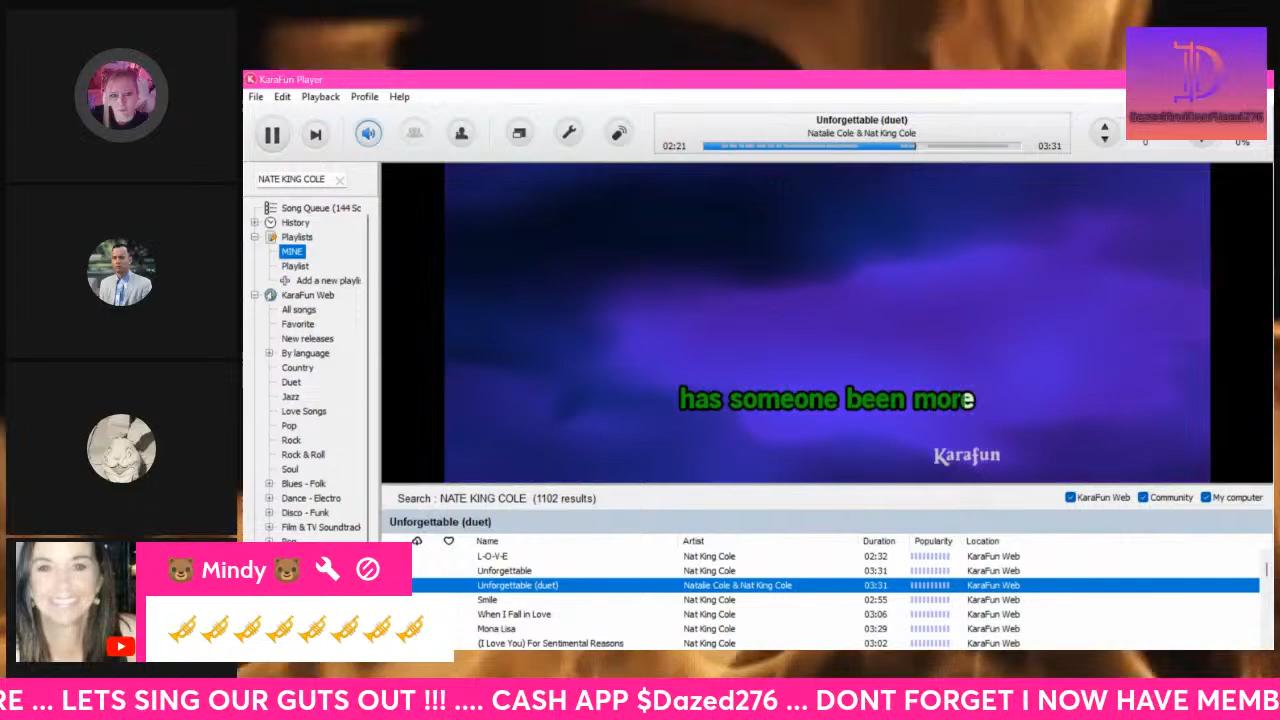 KaraFun Player
File Edit Playback Profile Help
Unforgettable (duet)
Natalie Cole & Nat King Cole
02:21
03:31
0
0%
DazedAndConFUzed276
NATE KING COLE
Song Queue (144 Sc
History
Playlists
MINE
Playlist
Add a new playli
KaraFun Web
All songs
Favorite
New releases
By language
Country
Duet
Jazz
Love Songs
Pop
Rock
Rock & Roll
Soul
Blues - Folk
Dance - Electro
Disco - Funk
Film & TV Soundtrack
has someone been more
Karafun
Search : NATE KING COLE (1102 results)
KaraFun Web Community My computer
Unforgettable (duet)
Name Artist Duration Popularity Location
L-O-V-E Nat King Cole 02:32 KaraFun Web
Unforgettable Nat King Cole 03:31 KaraFun Web
Unforgettable (duet) Natalie Cole & Nat King Cole 03:31 KaraFun Web
Smile Nat King Cole 02:55 KaraFun Web
When I Fall in Love Nat King Cole 03:06 KaraFun Web
Mona Lisa Nat King Cole 03:29 KaraFun Web
(I Love You) For Sentimental Reasons Nat King Cole 03:02 KaraFun Web
🐻 Mindy 🐻
🎺🎺🎺🎺🎺🎺🎺🎺
RE ... LETS SING OUR GUTS OUT !!! .... CASH APP $Dazed276 ... DONT FORGET I NOW HAVE MEMB